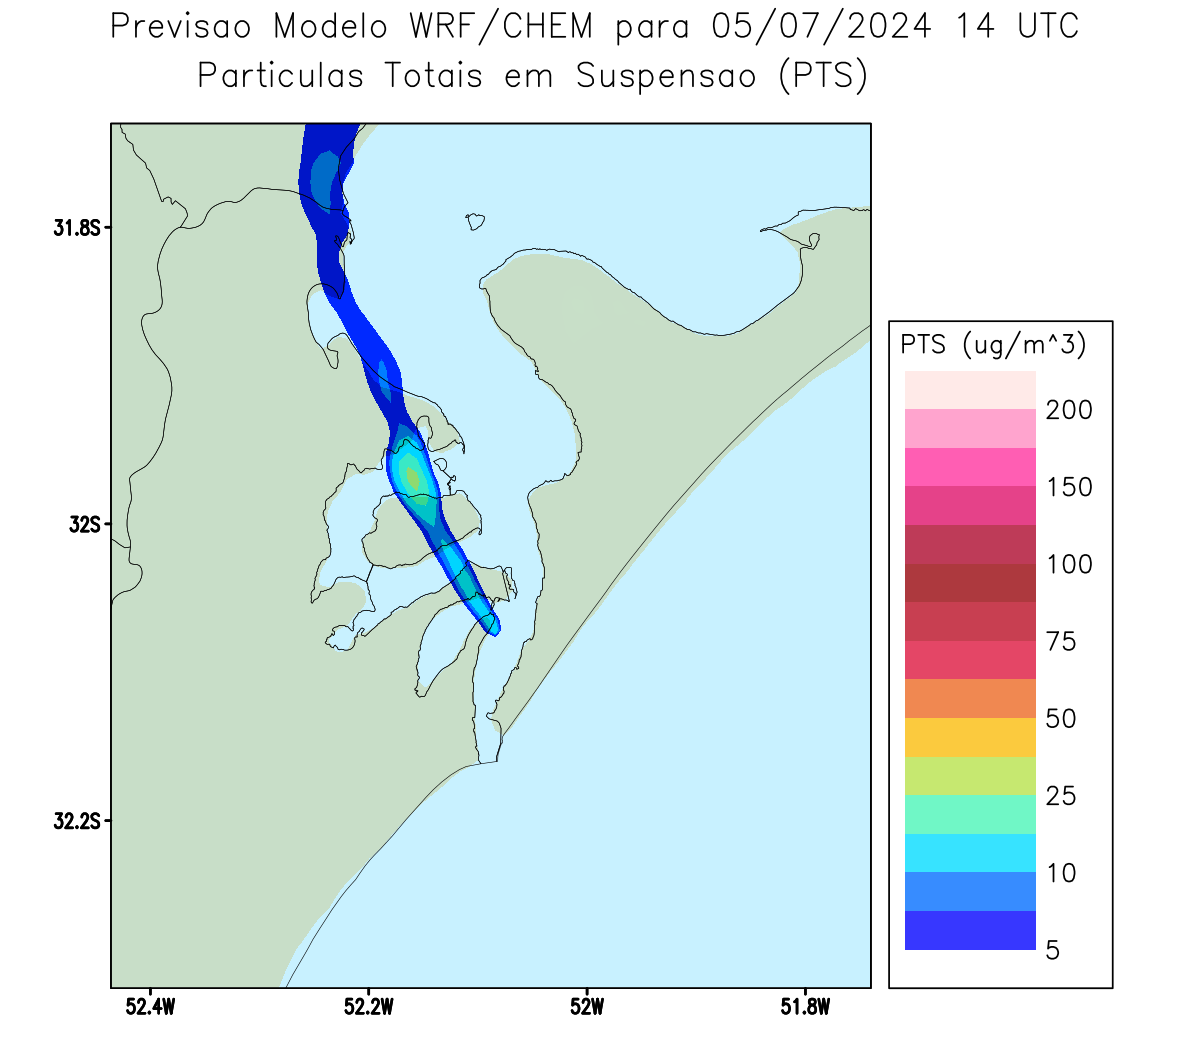 Previsao Modelo WRF/CHEM para 05/07/2024 14 UTC
Particulas Totais em Suspensao (PTS)
31.8S
32S
32.2S
52.4W
52.2W
52W
51.8W
PTS (ug/m^3)
200
150
100
75
50
25
10
5